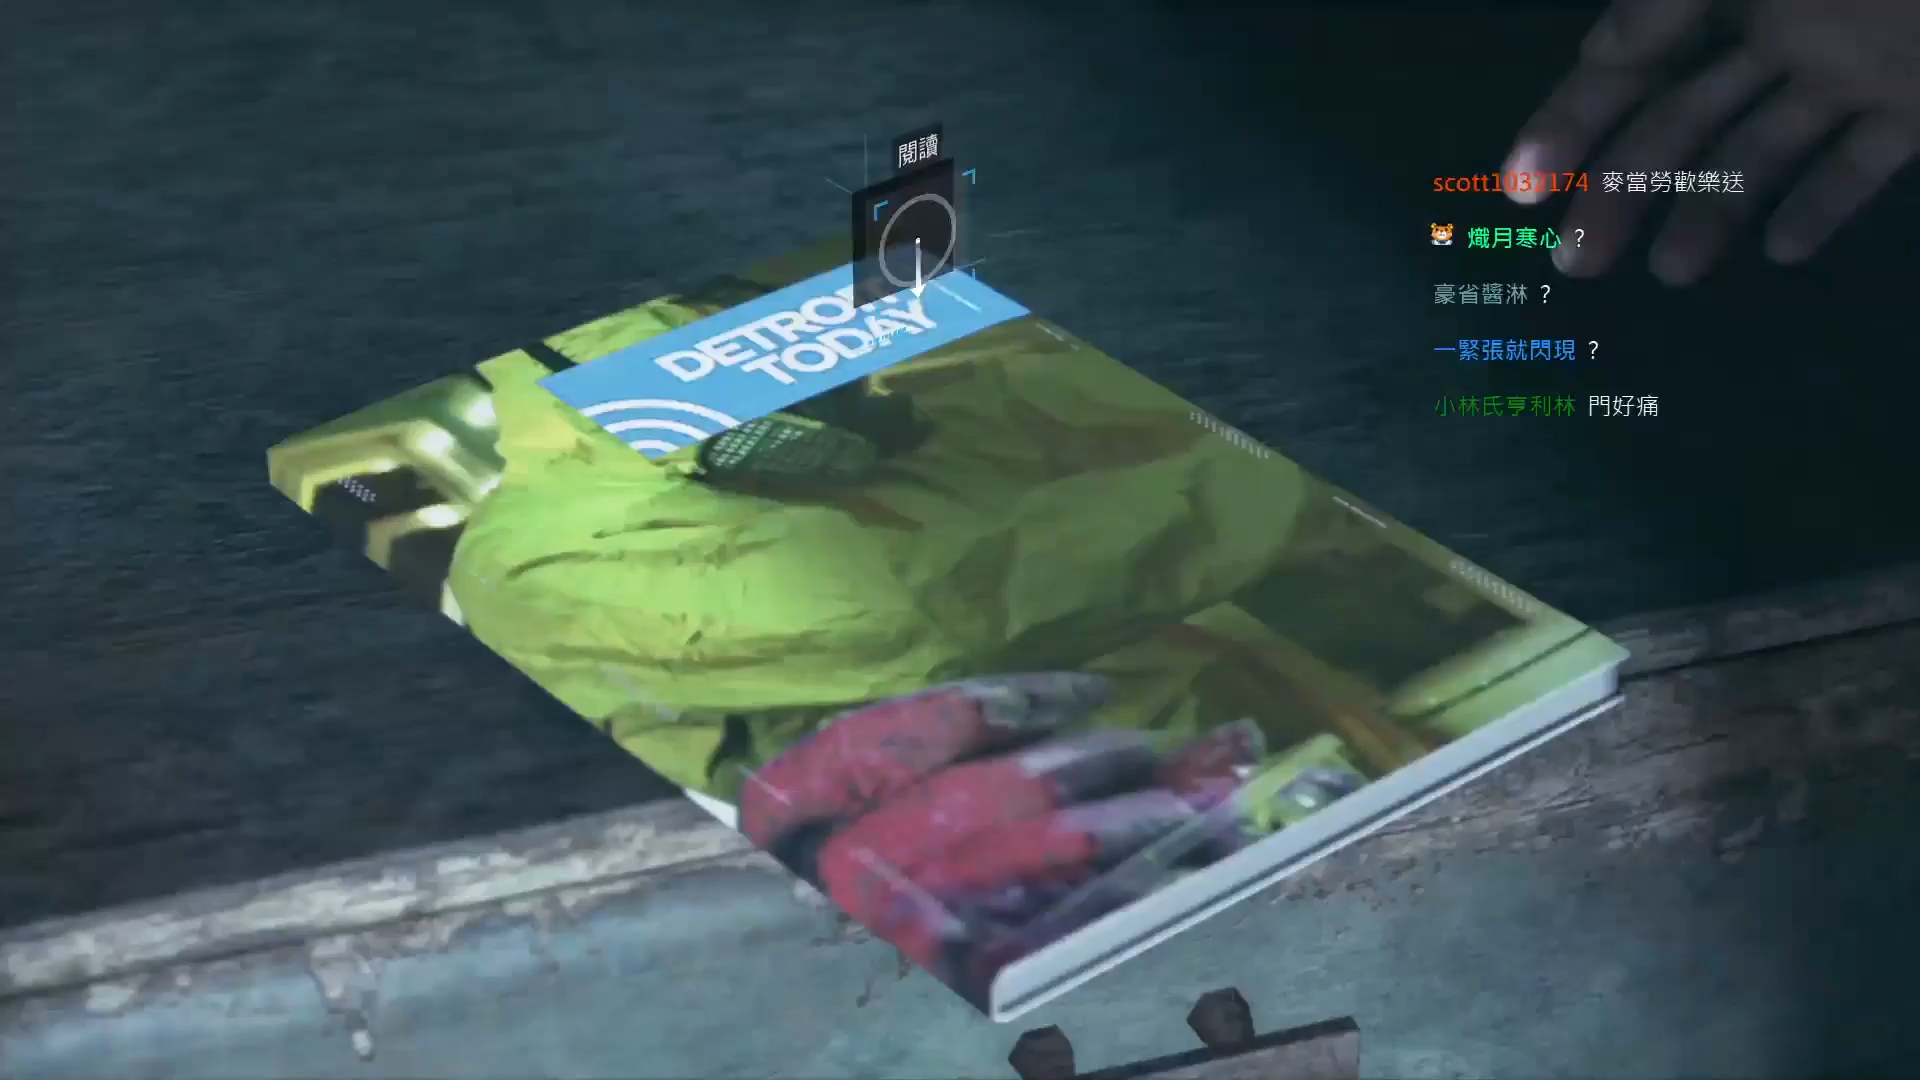 閱讀
DETROIT
TODAY
scott1032174 麥當勞歡樂送
熾月寒心 ?
豪省醬淋 ?
一緊張就閃現 ?
小林氏亨利林 門好痛